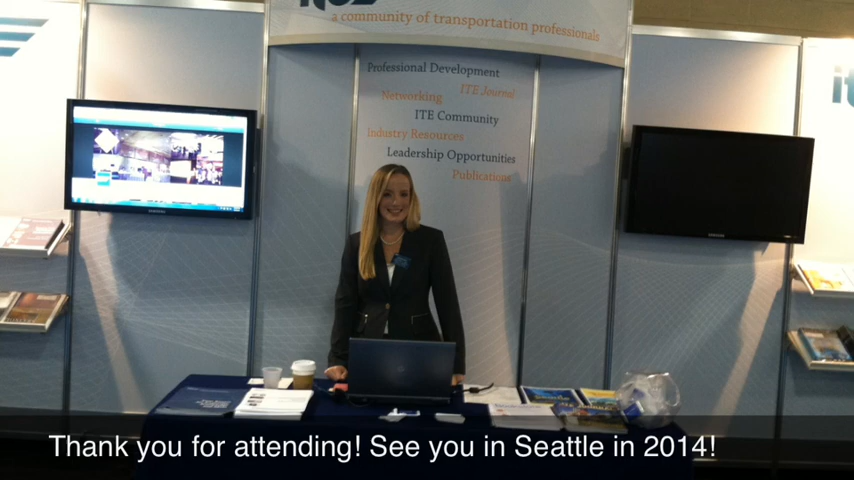 a community of transportation professionals
Professional Development
ITE Journal
Networking
ITE Community
Industry Resources
Leadership Opportunities
Publications
Thank you for attending! See you in Seattle in 2014!